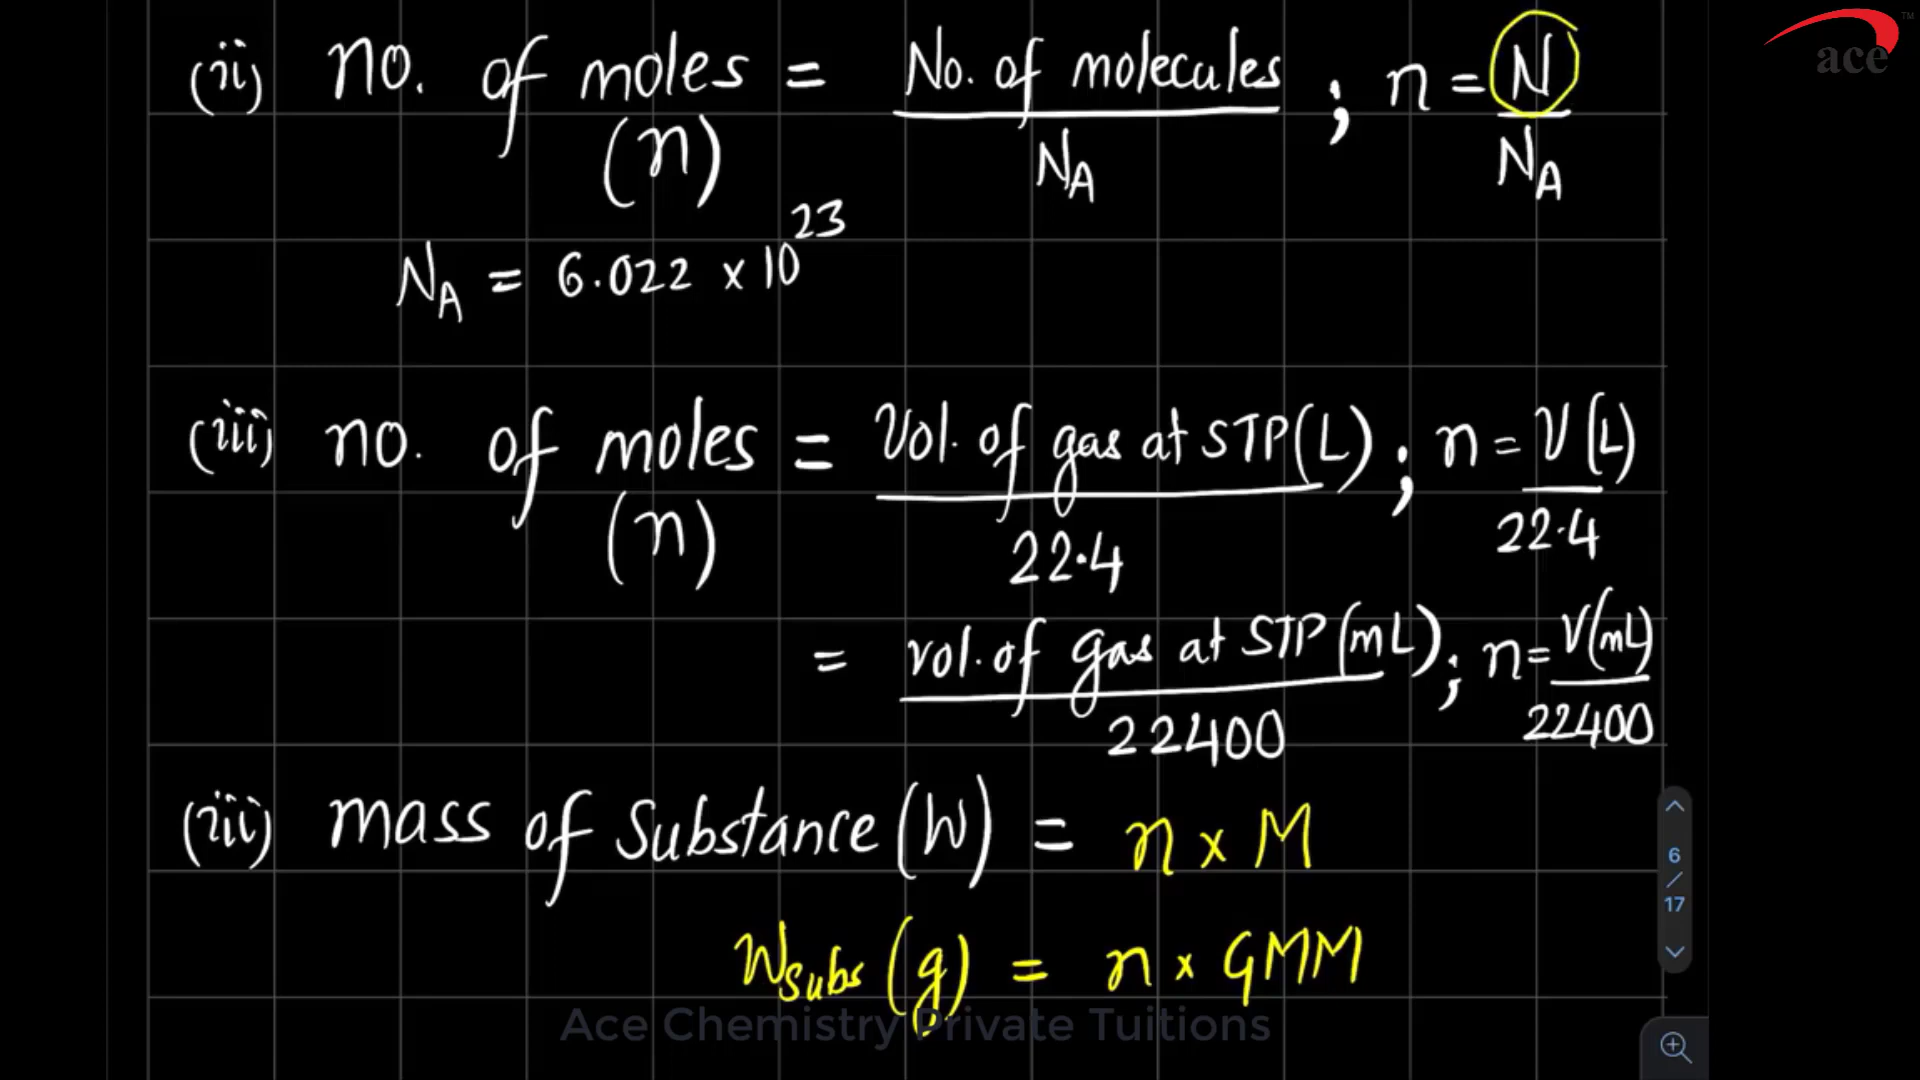 ace™
(ii) no. of moles (n) = No. of molecules / NA ; n = N / NA
NA = 6.022 x 10^23
(iii) no. of moles (n) = Vol. of gas at STP(L) / 22.4 ; n = V(L) / 22.4
= vol. of gas at STP(mL) / 22400 ; n = V(mL) / 22400
(iii) mass of Substance (W) = n x M
Wsubs (g) = n x GMM
6 / 17
Ace Chemistry Private Tuitions